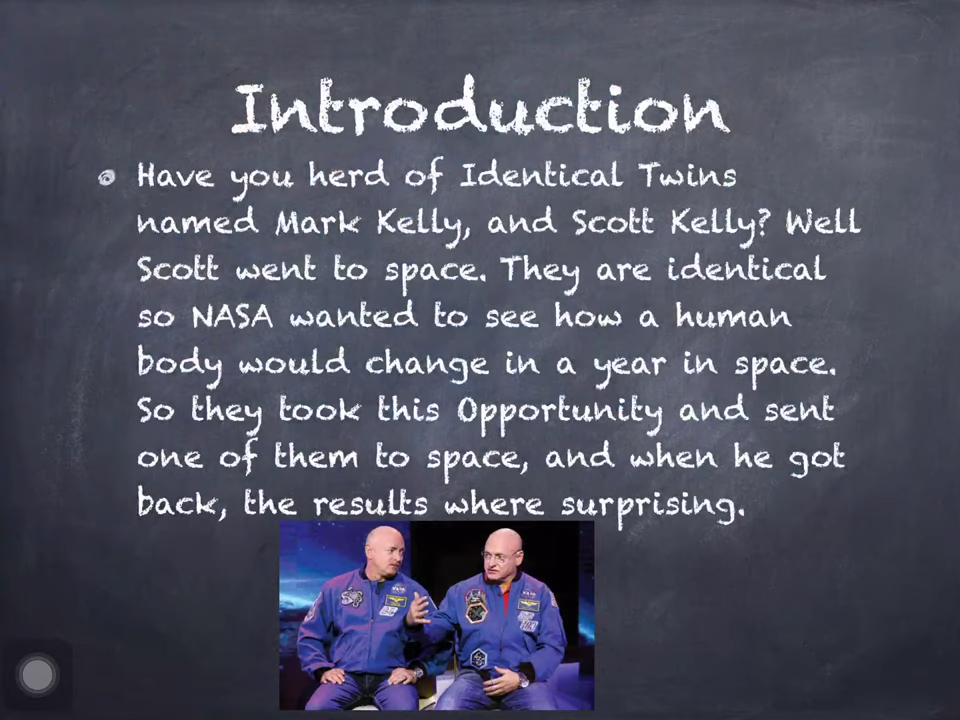 Introduction
Have you herd of Identical Twins
named Mark Kelly, and Scott Kelly? Well
Scott went to space. They are identical
so NASA wanted to see how a human
body would change in a year in space.
So they took this Opportunity and sent
one of them to space, and when he got
back, the results where surprising.